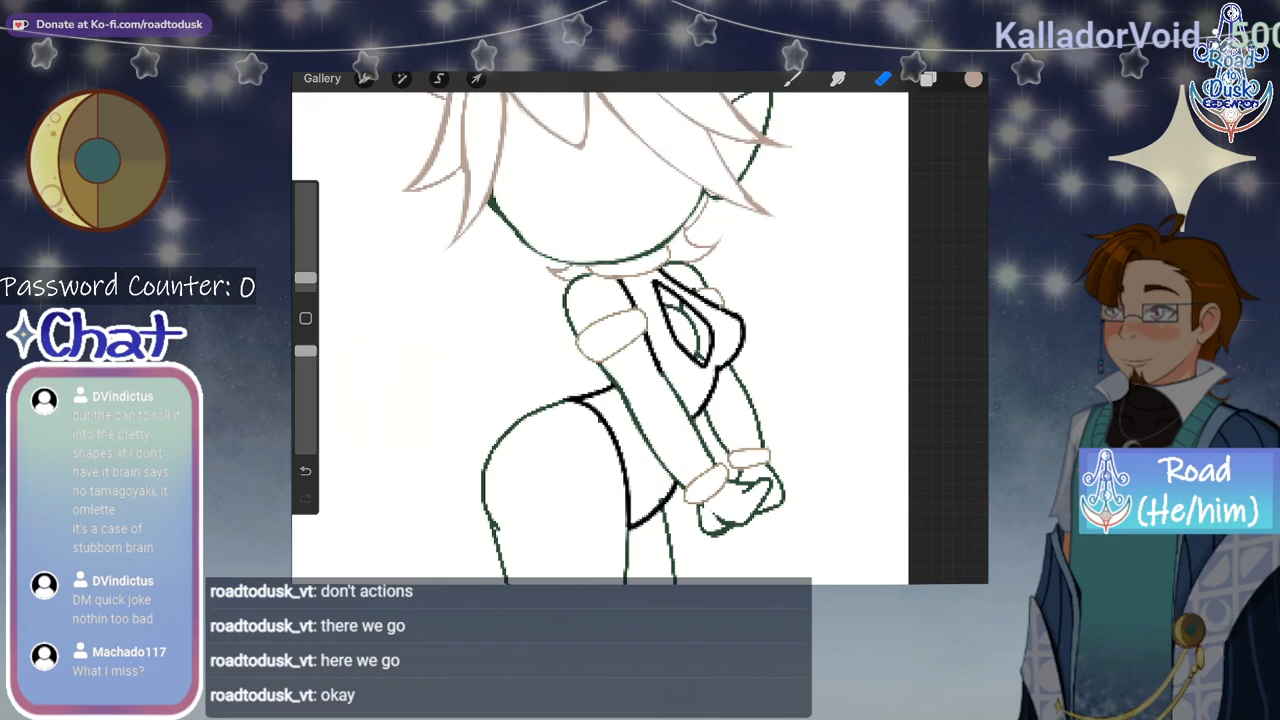 Donate at Ko-fi.com/roadtodusk
KalladorVoid - 500
Road
to
Dusk
Gallery
Password Counter: 0
Chat
DVindictus
but the pan to roll it
into the pretty
shapes, if I don't
have it brain says
no tamagoyaki, it
omlette
it's a case of
stubborn brain
DVindictus
DM quick joke
nothin too bad
Machado117
What I miss?
roadtodusk_vt: don't actions
roadtodusk_vt: there we go
roadtodusk_vt: here we go
roadtodusk_vt: okay
Road
(He/him)